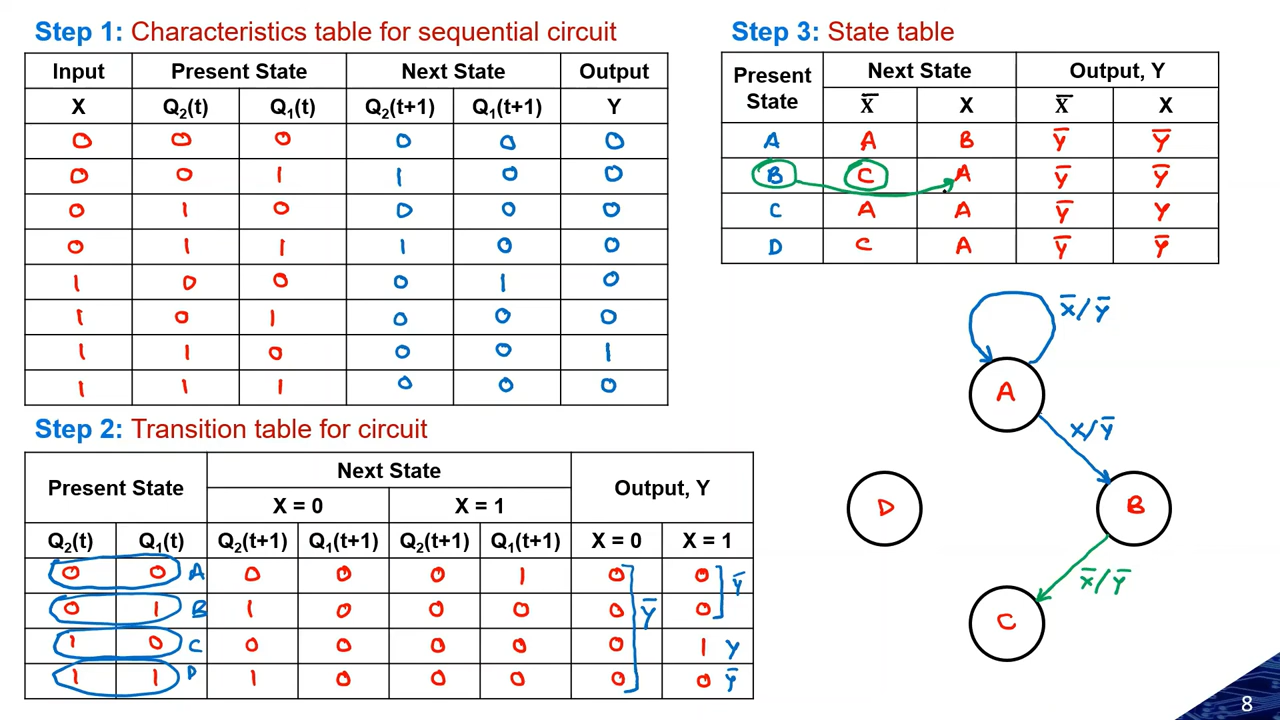 Step 1: Characteristics table for sequential circuit
Input Present State Next State Output
X Q₂(t) Q₁(t) Q₂(t+1) Q₁(t+1) Y
0 0 0 0 0 0
0 0 1 1 0 0
0 1 0 0 0 0
0 1 1 1 0 0
1 0 0 0 1 0
1 0 1 0 0 0
1 1 0 0 0 1
1 1 1 0 0 0
Step 2: Transition table for circuit
Present State Next State Output, Y
X = 0 X = 1
Q₂(t) Q₁(t) Q₂(t+1) Q₁(t+1) Q₂(t+1) Q₁(t+1) X = 0 X = 1
0 0 A 0 0 0 1 0 0 Y̅
0 1 B 1 0 0 0 0 Y̅ 0
1 0 C 0 0 0 0 0 1 Y
1 1 D 1 0 0 0 0 0 Y̅
Step 3: State table
Present State Next State Output, Y
X̅ X X̅ X
A A B Y̅ Y̅
B C A Y̅ Y̅
C A A Y̅ Y
D C A Y̅ Y̅
X̅/Y̅
A
X/Y̅
D
B
X̅/Y̅
C
8